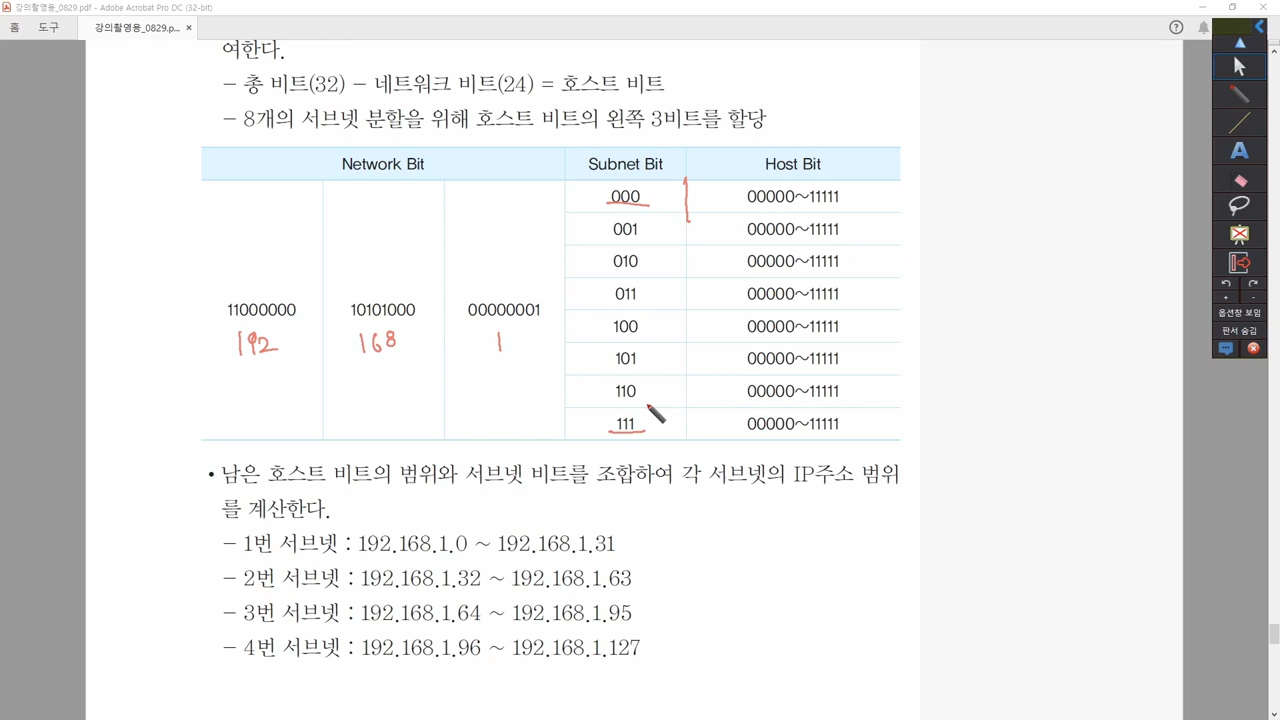 강의촬영용_0829.pdf - Adobe Acrobat Pro DC (32-bit)
홈 도구 강의촬영용_0829.p... ×
여한다.
– 총 비트(32) – 네트워크 비트(24) = 호스트 비트
– 8개의 서브넷 분할을 위해 호스트 비트의 왼쪽 3비트를 할당
Network Bit Subnet Bit Host Bit
000 00000~11111
001 00000~11111
010 00000~11111
011 00000~11111
11000000 10101000 00000001
100 00000~11111
192 168 1
101 00000~11111
110 00000~11111
111 00000~11111
• 남은 호스트 비트의 범위와 서브넷 비트를 조합하여 각 서브넷의 IP주소 범위
를 계산한다.
– 1번 서브넷 : 192.168.1.0 ~ 192.168.1.31
– 2번 서브넷 : 192.168.1.32 ~ 192.168.1.63
– 3번 서브넷 : 192.168.1.64 ~ 192.168.1.95
– 4번 서브넷 : 192.168.1.96 ~ 192.168.1.127
A
+ -
옵션창 보임
판서 숨김